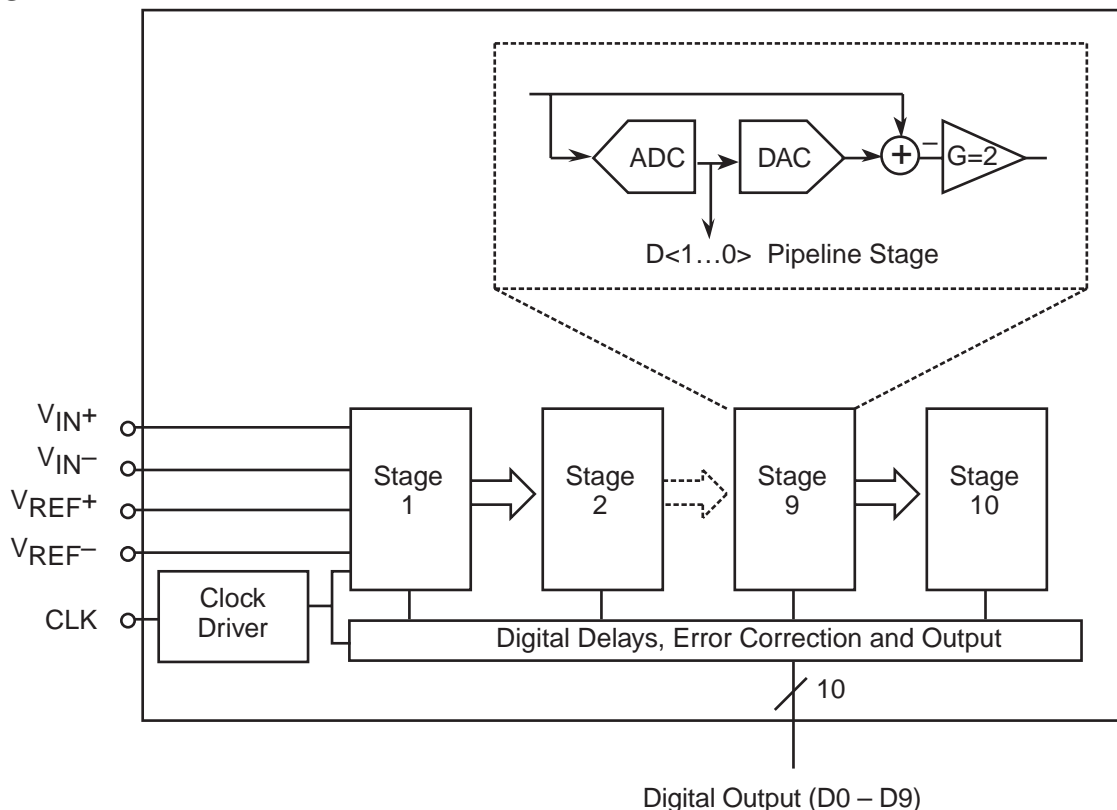 ADC
DAC
+
–
G=2
D<1…0> Pipeline Stage
VIN+
VIN–
VREF+
VREF–
CLK
Clock
Driver
Stage
1
Stage
2
Stage
9
Stage
10
Digital Delays, Error Correction and Output
10
Digital Output (D0 – D9)